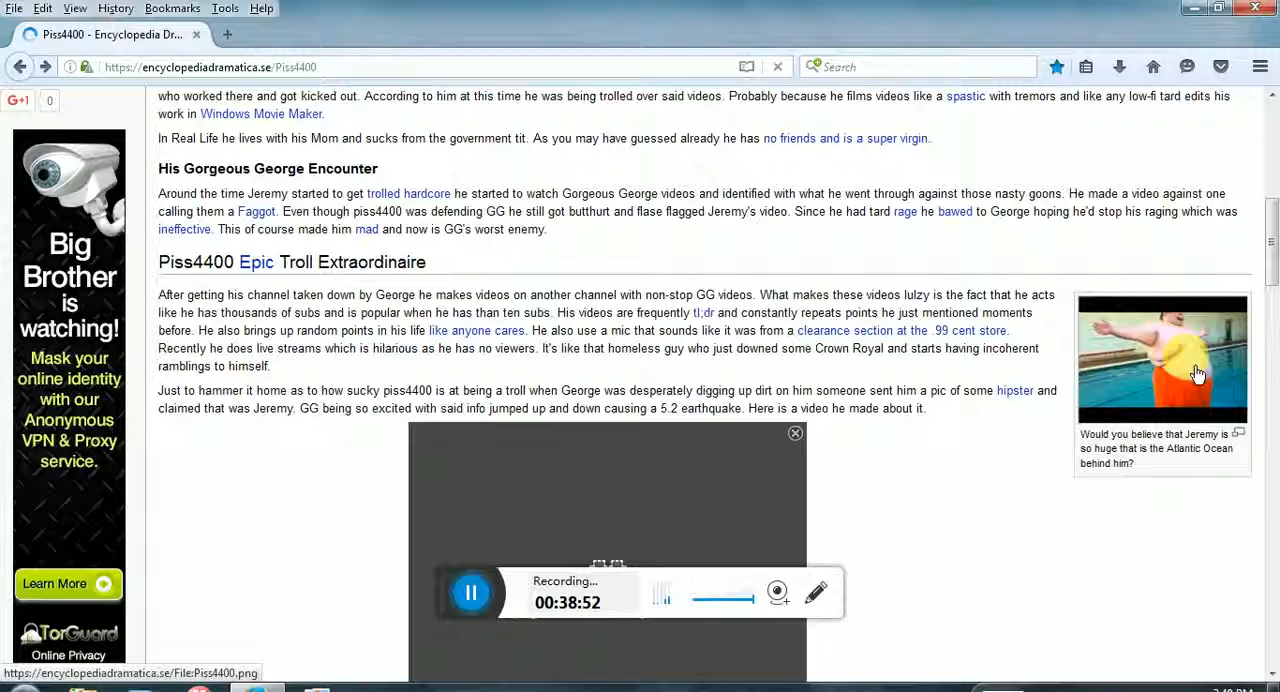 File Edit View History Bookmarks Tools Help
Piss4400 - Encyclopedia Dr...
https://encyclopediadramatica.se/Piss4400
Search
G+1 0
who worked there and got kicked out. According to him at this time he was being trolled over said videos. Probably because he films videos like a spastic with tremors and like any low-fi tard edits his
work in Windows Movie Maker.
In Real Life he lives with his Mom and sucks from the government tit. As you may have guessed already he has no friends and is a super virgin.
His Gorgeous George Encounter
Around the time Jeremy started to get trolled hardcore he started to watch Gorgeous George videos and identified with what he went through against those nasty goons. He made a video against one
calling them a Faggot. Even though piss4400 was defending GG he still got butthurt and flase flagged Jeremy's video. Since he had tard rage he bawed to George hoping he'd stop his raging which was
ineffective. This of course made him mad and now is GG's worst enemy.
Piss4400 Epic Troll Extraordinaire
After getting his channel taken down by George he makes videos on another channel with non-stop GG videos. What makes these videos lulzy is the fact that he acts
like he has thousands of subs and is popular when he has than ten subs. His videos are frequently tl;dr and constantly repeats points he just mentioned moments
before. He also brings up random points in his life like anyone cares. He also use a mic that sounds like it was from a clearance section at the .99 cent store.
Recently he does live streams which is hilarious as he has no viewers. It's like that homeless guy who just downed some Crown Royal and starts having incoherent
ramblings to himself.
Just to hammer it home as to how sucky piss4400 is at being a troll when George was desperately digging up dirt on him someone sent him a pic of some hipster and
claimed that was Jeremy. GG being so excited with said info jumped up and down causing a 5.2 earthquake. Here is a video he made about it.
Would you believe that Jeremy is
so huge that is the Atlantic Ocean
behind him?
Big
Brother
is
watching!
Mask your
online identity
with our
Anonymous
VPN & Proxy
service.
Learn More
TorGuard
Online Privacy
Recording...
00:38:52
https://encyclopediadramatica.se/File:Piss4400.png